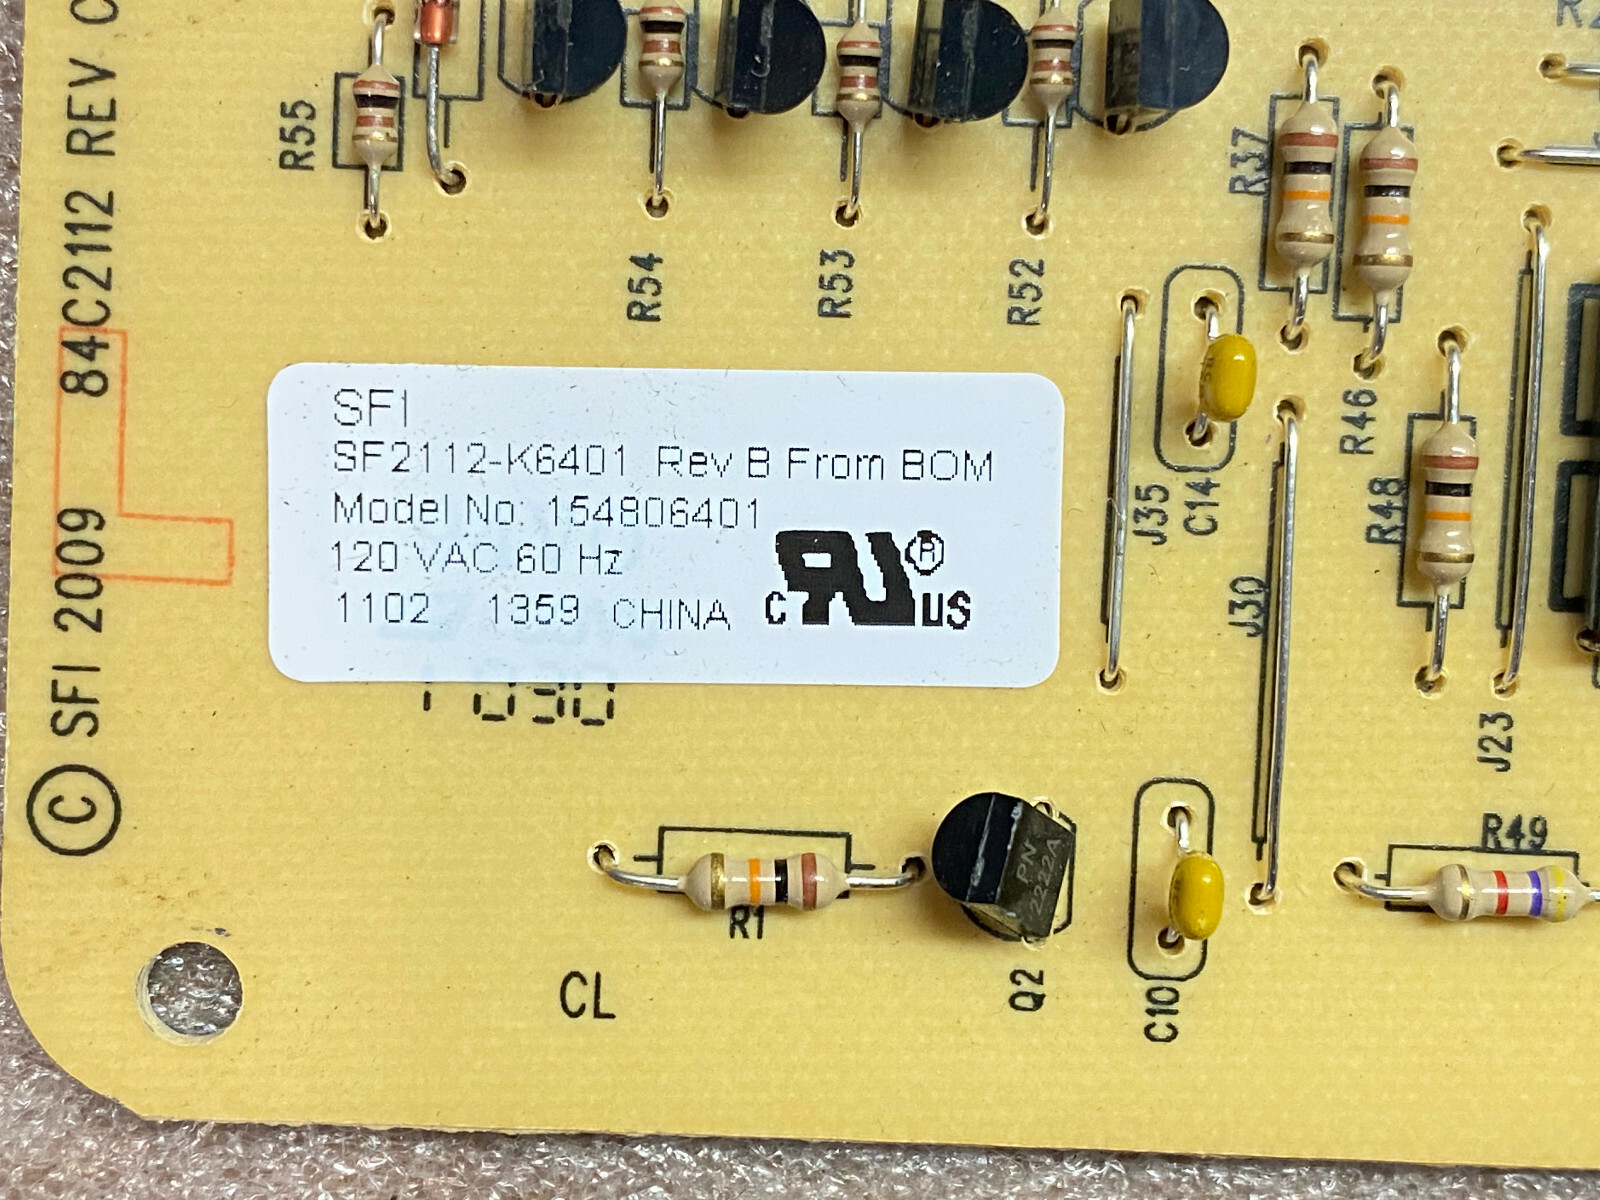 © SFI 2009 84C2112 REV C
R55
R54
R53
R52
R37
R46
R48
J35
C14
J30
J23
SFI
SF2112-K6401 Rev B From BOM
Model No: 154806401
120 VAC 60 Hz
1102 1359 CHINA
C RU ® US
R49
R1
PN
2222A
Q2
C10
CL